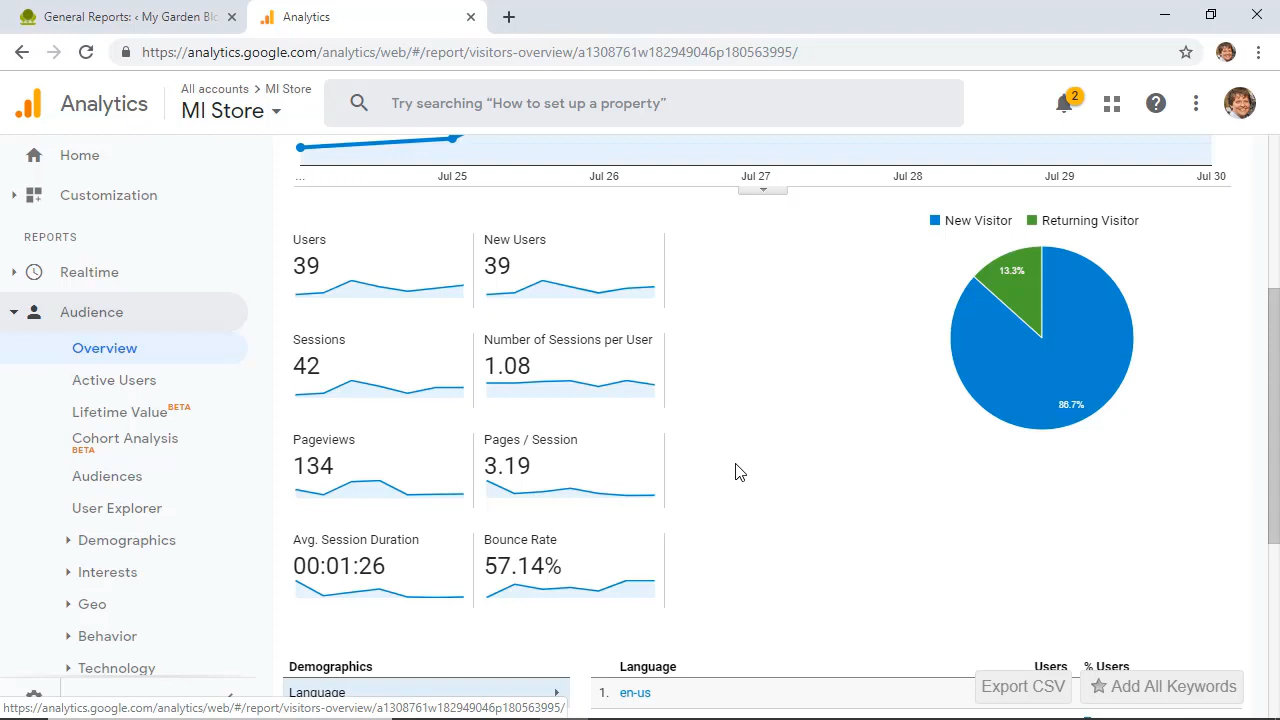 General Reports: ‹ My Garden Blo
Analytics
https://analytics.google.com/analytics/web/#/report/visitors-overview/a1308761w182949046p180563995/
Analytics
All accounts > MI Store
MI Store
Try searching “How to set up a property”
2
Home
Customization
REPORTS
Realtime
Audience
Overview
Active Users
Lifetime Value BETA
Cohort Analysis
BETA
Audiences
User Explorer
Demographics
Interests
Geo
Behavior
Technology
... Jul 25 Jul 26 Jul 27 Jul 28 Jul 29 Jul 30
New Visitor Returning Visitor
13.3%
86.7%
Users New Users
39 39
Sessions Number of Sessions per User
42 1.08
Pageviews Pages / Session
134 3.19
Avg. Session Duration Bounce Rate
00:01:26 57.14%
Demographics Language Users % Users
Language 1. en-us
Export CSV Add All Keywords
https://analytics.google.com/analytics/web/#/report/visitors-overview/a1308761w182949046p180563995/